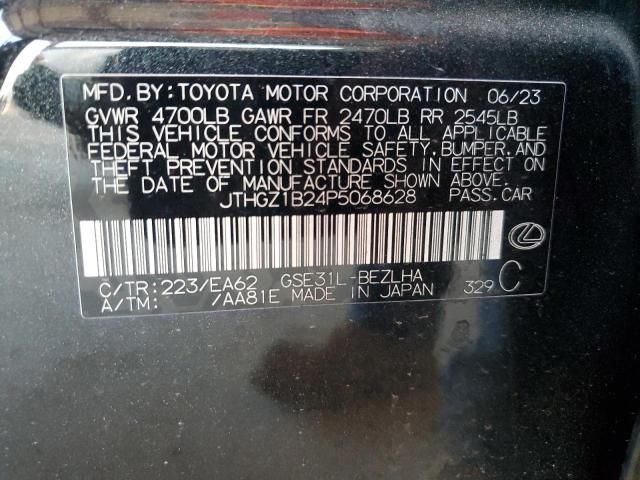 MFD. BY: TOYOTA MOTOR CORPORATION 06/23
GVWR 4700LB GAWR FR 2470LB RR 2545LB
THIS VEHICLE CONFORMS TO ALL APPLICABLE
FEDERAL MOTOR VEHICLE SAFETY, BUMPER, AND
THEFT PREVENTION STANDARDS IN EFFECT ON
THE DATE OF MANUFACTURE SHOWN ABOVE.
JTHGZ1B24P5068628 PASS. CAR
C/TR: 223/EA62 GSE31L-BEZLHA C
A/TM: /AA81E MADE IN JAPAN 329